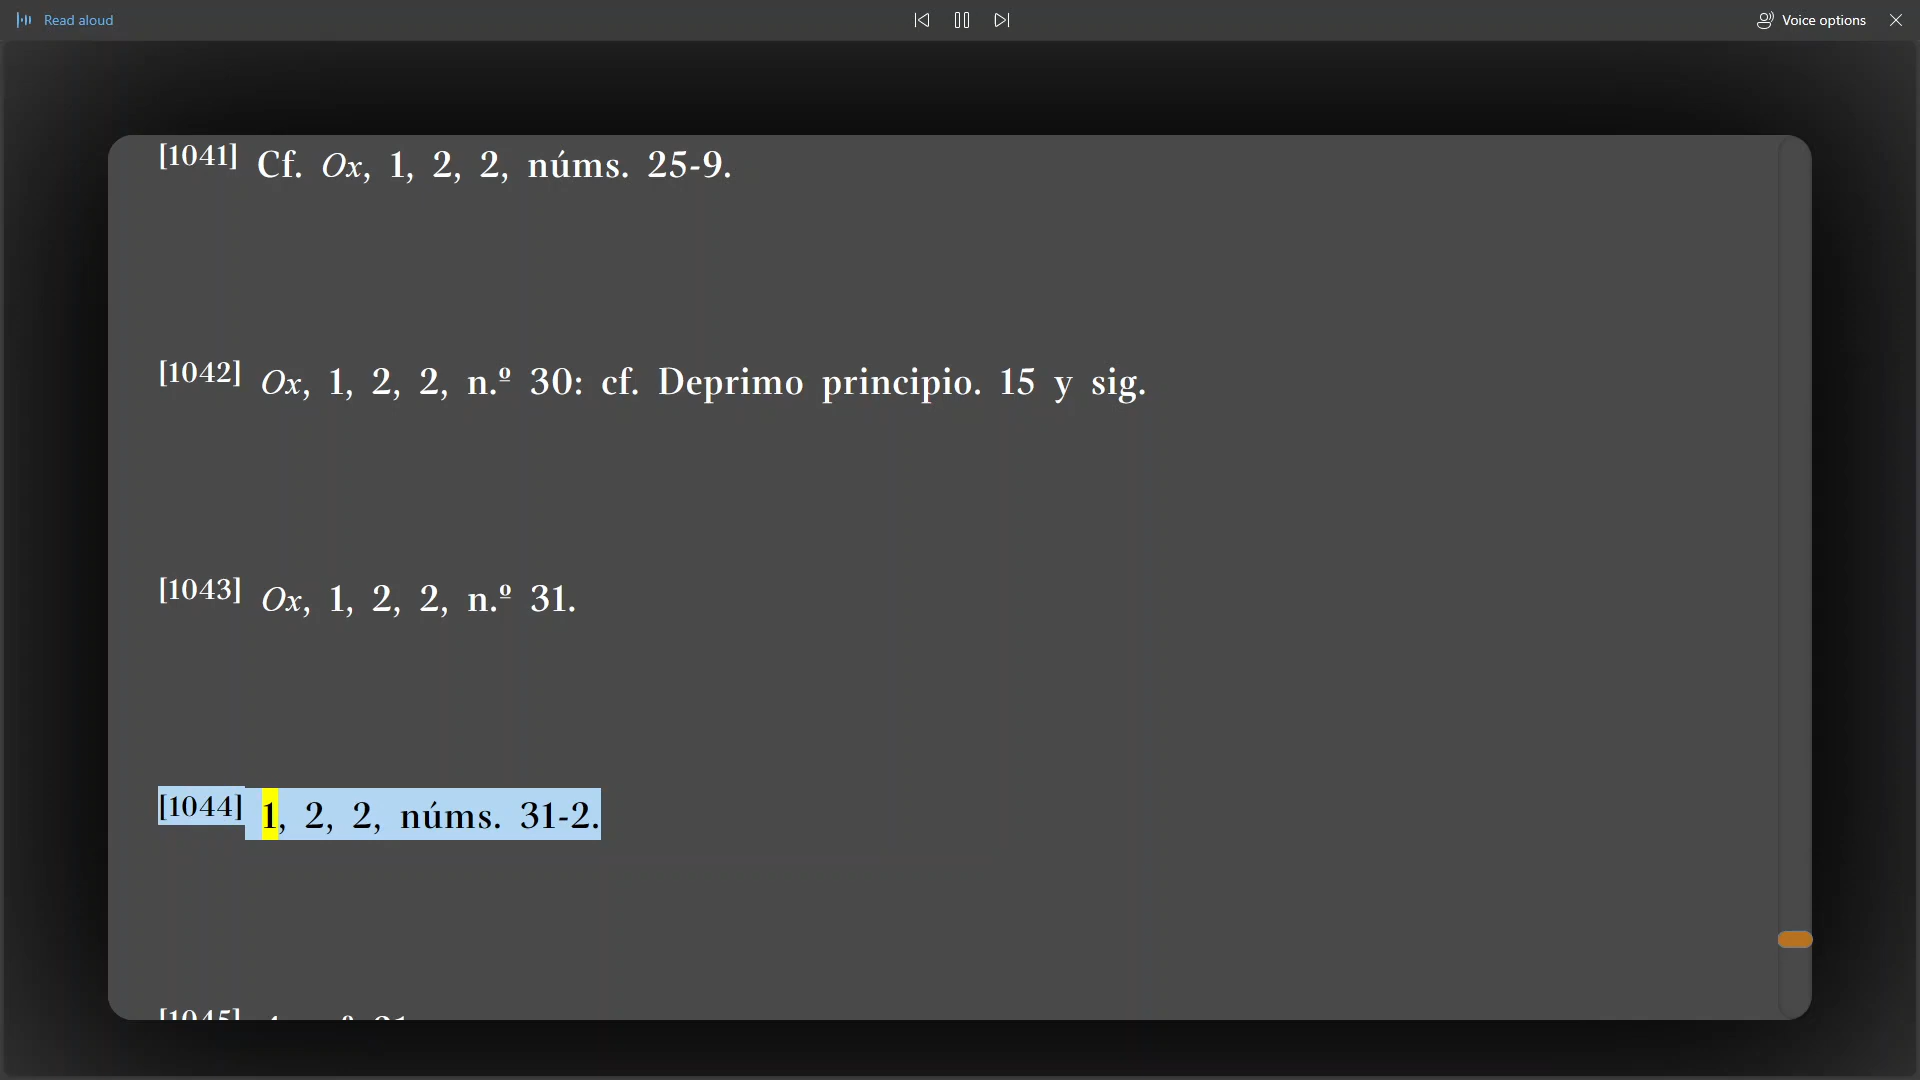 Read aloud
Voice options
[1041] Cf. Ox, 1, 2, 2, núms. 25-9.
[1042] Ox, 1, 2, 2, n.º 30: cf. Deprimo principio. 15 y sig.
[1043] Ox, 1, 2, 2, n.º 31.
[1044] 1, 2, 2, núms. 31-2.
[1045]